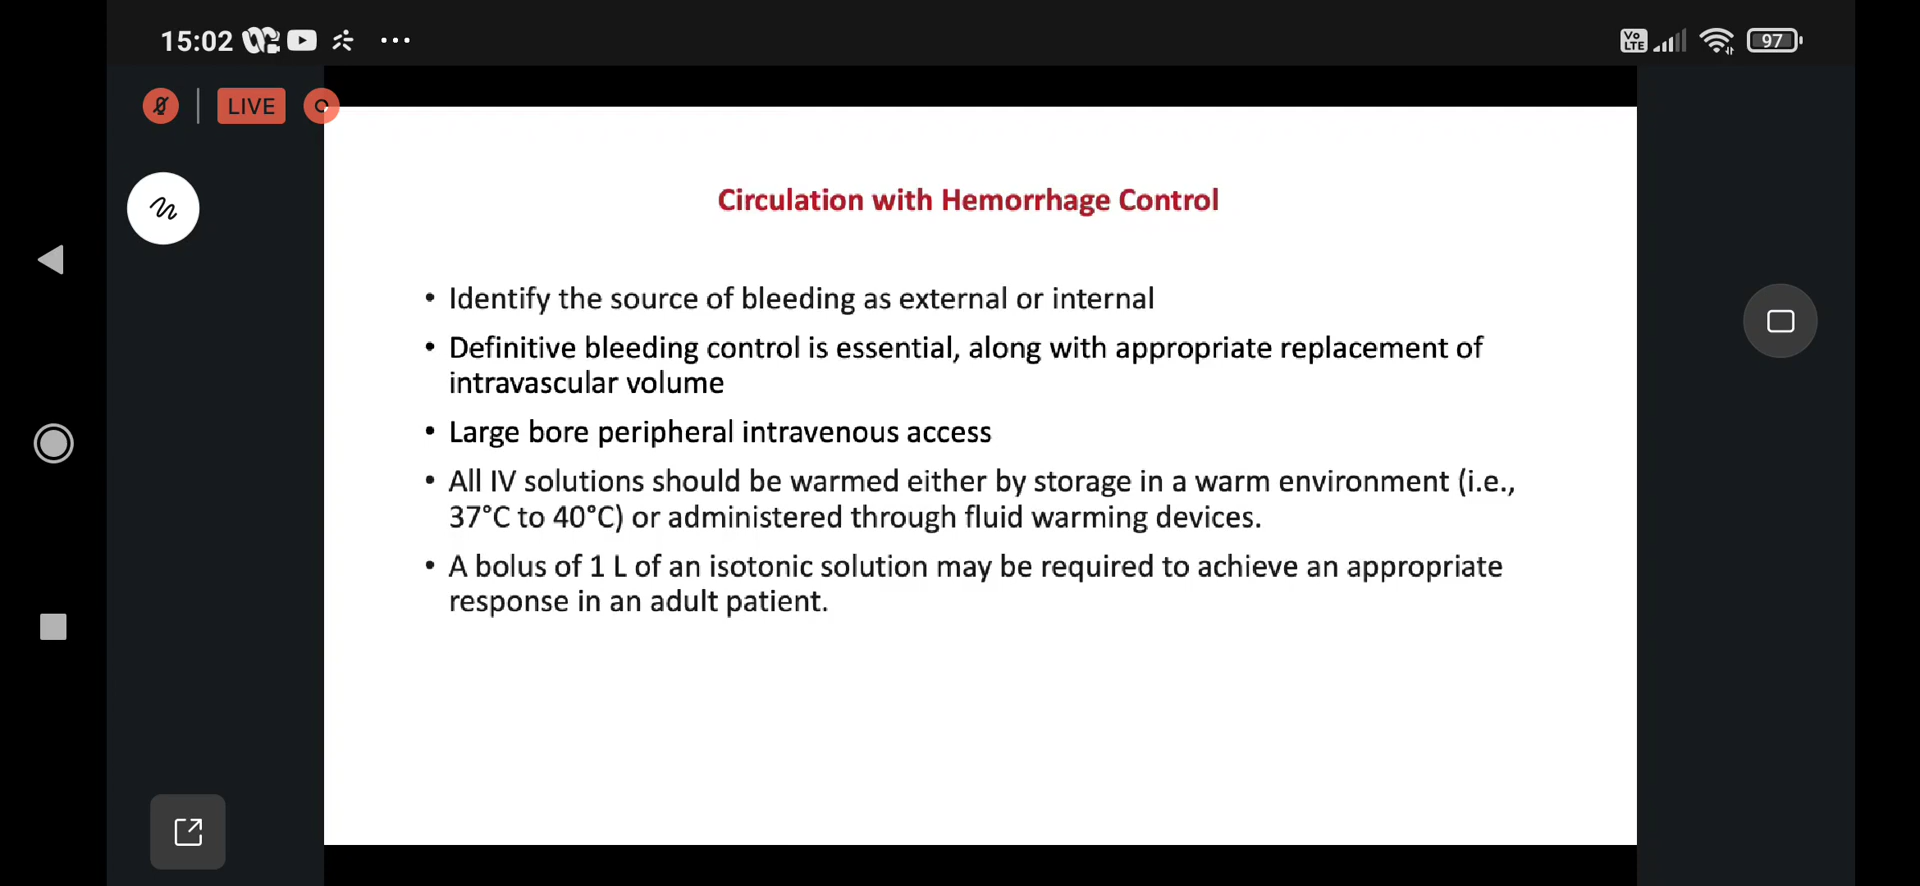 15:02
Vo LTE
97
LIVE
Circulation with Hemorrhage Control
• Identify the source of bleeding as external or internal
• Definitive bleeding control is essential, along with appropriate replacement of
intravascular volume
• Large bore peripheral intravenous access
• All IV solutions should be warmed either by storage in a warm environment (i.e.,
37°C to 40°C) or administered through fluid warming devices.
• A bolus of 1 L of an isotonic solution may be required to achieve an appropriate
response in an adult patient.